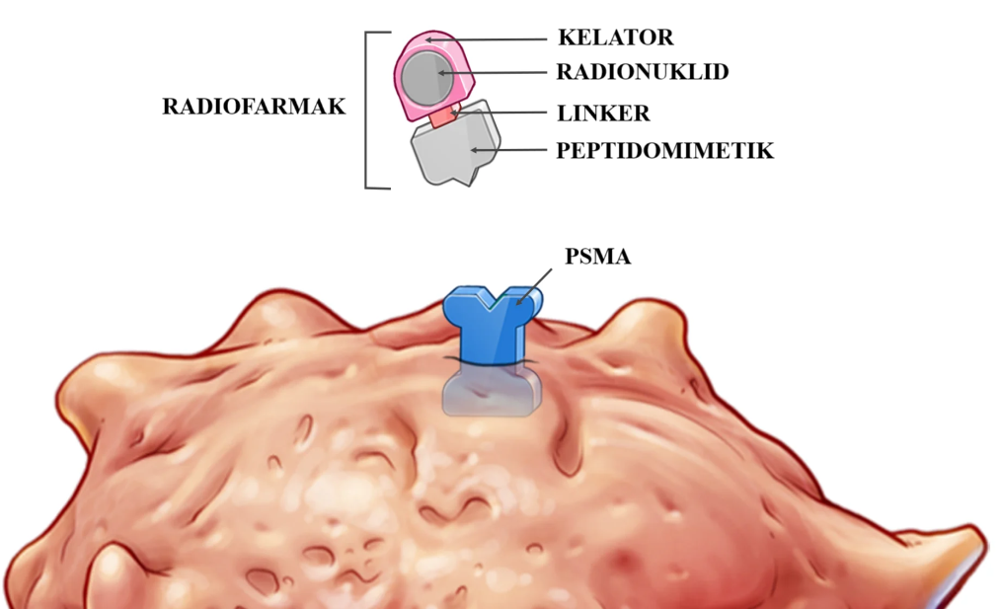 KELATOR
RADIONUKLID
RADIOFARMAK
LINKER
PEPTIDOMIMETIK
PSMA